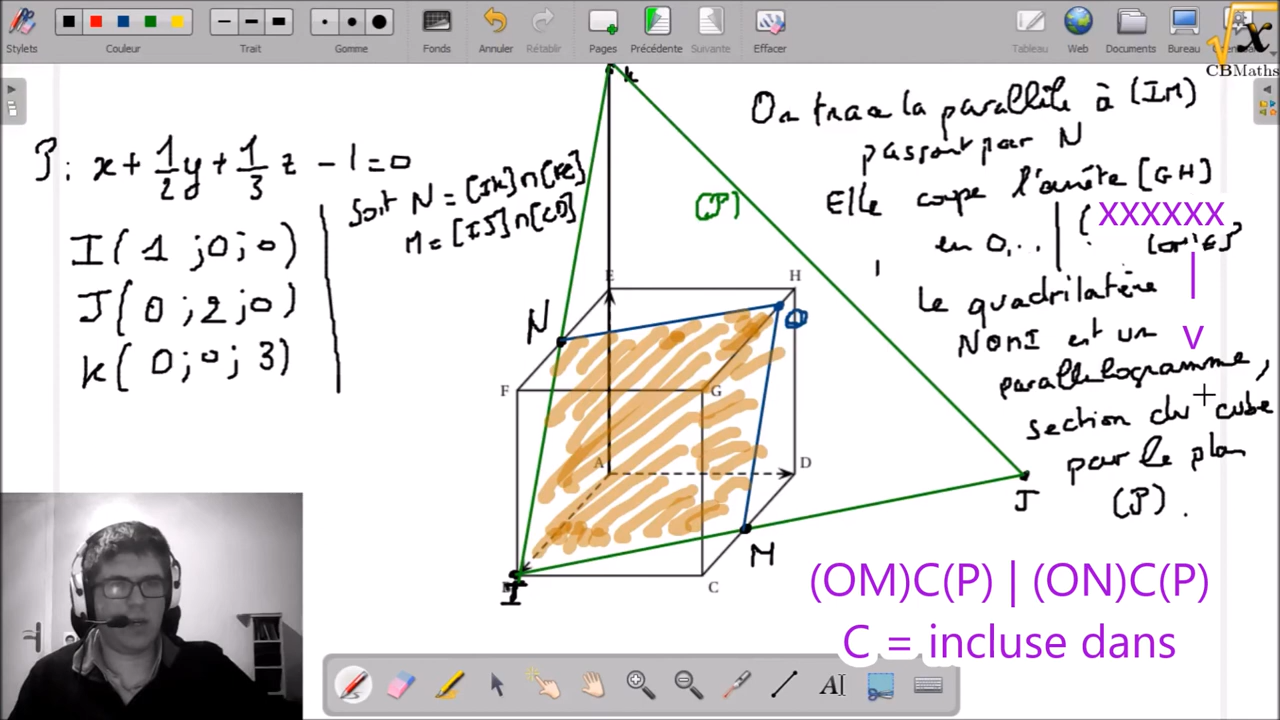 Stylets
Couleur
Trait
Gomme
Fonds
Annuler
Rétablir
Pages
Précédente
Suivante
Effacer
Tableau
Web
Documents
Bureau
CBMaths
P : x + 1/2 y + 1/3 z - 1 = 0
I ( 1 ; 0 ; 0 )
J ( 0 ; 2 ; 0 )
K ( 0 ; 0 ; 3 )
Soit N = [IK] ∩ [FE]
M = [IJ] ∩ [CD]
K
(P)
E
H
N
O
F
G
A
D
J
M
I
C
On trace la parallèle à (IM)
passant par N
Elle coupe l'arrête [GH]
en O, .. | ( XXXXXX
Le quadrilatère |
NOMI est un v
parallélogramme,
section du cube
par le plan
(P).
(OM)C(P) | (ON)C(P)
C = incluse dans
AI